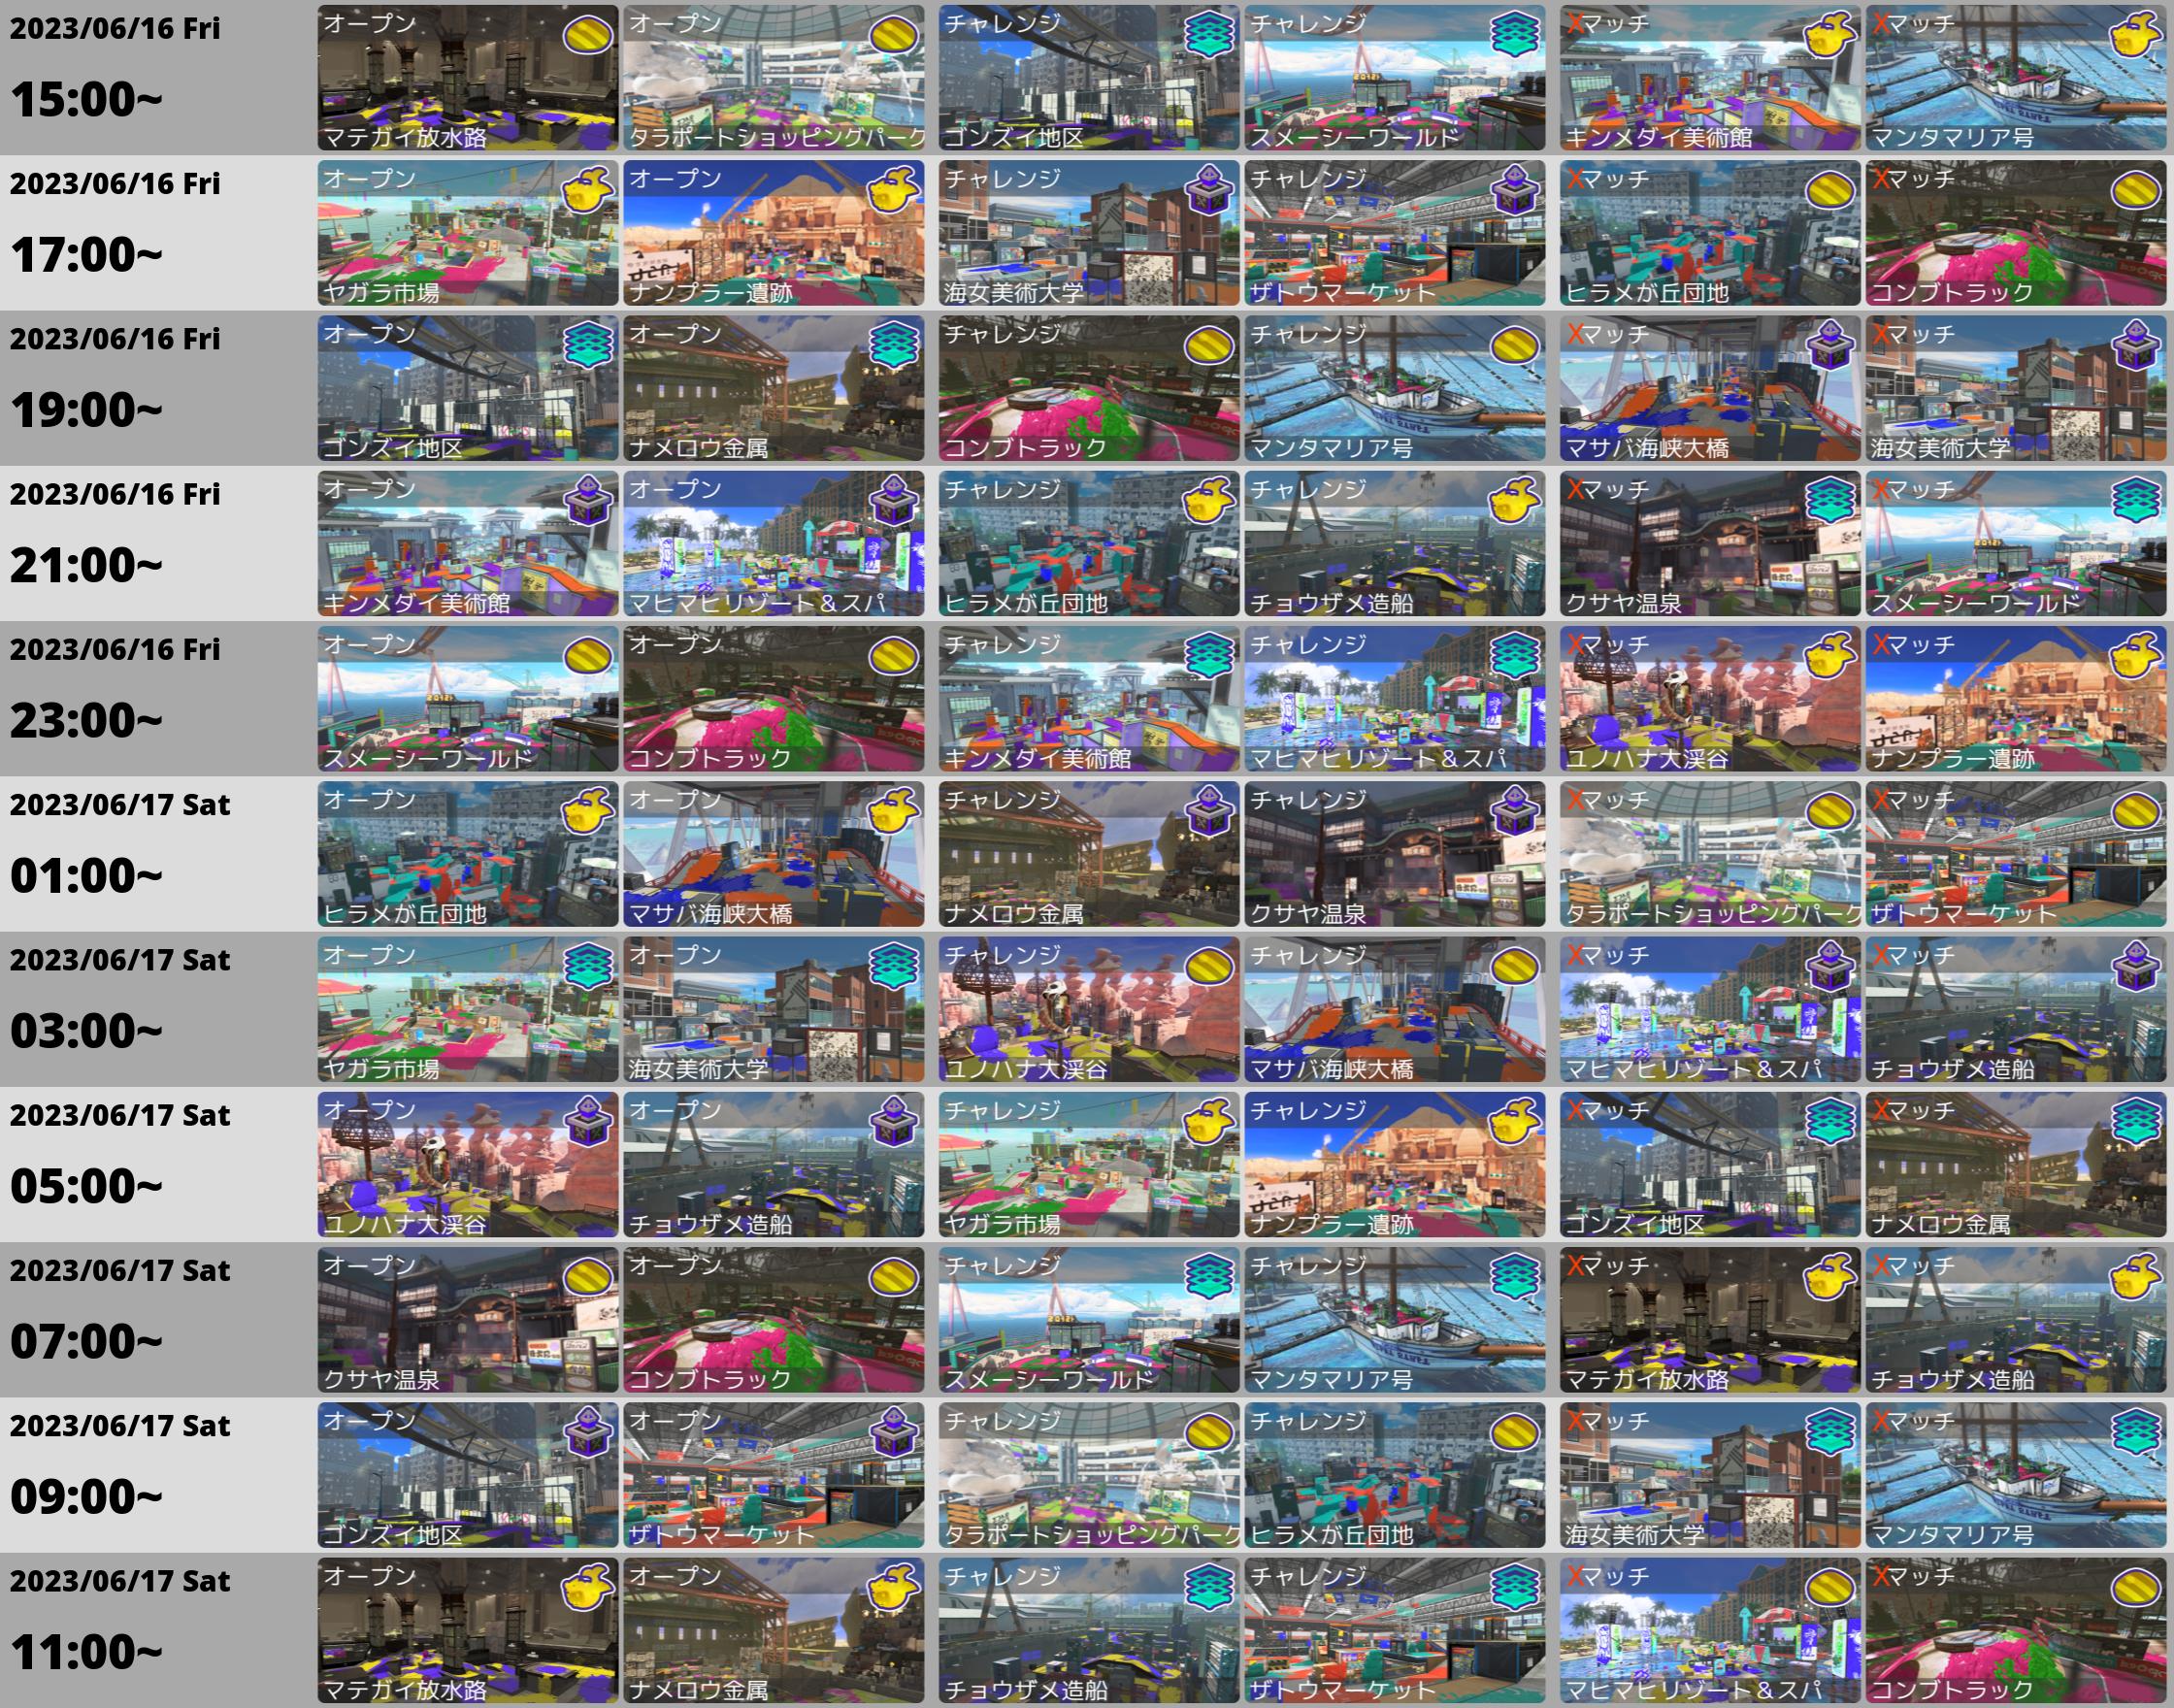 2023/06/16 Fri
15:00~
オープン
マテガイ放水路
オープン
タラポートショッピングパーク
チャレンジ
ゴンズイ地区
チャレンジ
スメーシーワールド
Xマッチ
キンメダイ美術館
Xマッチ
マンタマリア号
2023/06/16 Fri
17:00~
オープン
ヤガラ市場
オープン
ナンプラー遺跡
チャレンジ
海女美術大学
チャレンジ
ザトウマーケット
Xマッチ
ヒラメが丘団地
Xマッチ
コンブトラック
2023/06/16 Fri
19:00~
オープン
ゴンズイ地区
オープン
ナメロウ金属
チャレンジ
コンブトラック
チャレンジ
マンタマリア号
Xマッチ
マサバ海峡大橋
Xマッチ
海女美術大学
2023/06/16 Fri
21:00~
オープン
キンメダイ美術館
オープン
マヒマヒリゾート＆スパ
チャレンジ
ヒラメが丘団地
チャレンジ
チョウザメ造船
Xマッチ
クサヤ温泉
Xマッチ
スメーシーワールド
2023/06/16 Fri
23:00~
オープン
スメーシーワールド
オープン
コンブトラック
チャレンジ
キンメダイ美術館
チャレンジ
マヒマヒリゾート＆スパ
Xマッチ
ユノハナ大渓谷
Xマッチ
ナンプラー遺跡
2023/06/17 Sat
01:00~
オープン
ヒラメが丘団地
オープン
マサバ海峡大橋
チャレンジ
ナメロウ金属
チャレンジ
クサヤ温泉
Xマッチ
タラポートショッピングパーク
Xマッチ
ザトウマーケット
2023/06/17 Sat
03:00~
オープン
ヤガラ市場
オープン
海女美術大学
チャレンジ
ユノハナ大渓谷
チャレンジ
マサバ海峡大橋
Xマッチ
マヒマヒリゾート＆スパ
Xマッチ
チョウザメ造船
2023/06/17 Sat
05:00~
オープン
ユノハナ大渓谷
オープン
チョウザメ造船
チャレンジ
ヤガラ市場
チャレンジ
ナンプラー遺跡
Xマッチ
ゴンズイ地区
Xマッチ
ナメロウ金属
2023/06/17 Sat
07:00~
オープン
クサヤ温泉
オープン
コンブトラック
チャレンジ
スメーシーワールド
チャレンジ
マンタマリア号
Xマッチ
マテガイ放水路
Xマッチ
チョウザメ造船
2023/06/17 Sat
09:00~
オープン
ゴンズイ地区
オープン
ザトウマーケット
チャレンジ
タラポートショッピングパーク
チャレンジ
ヒラメが丘団地
Xマッチ
海女美術大学
Xマッチ
マンタマリア号
2023/06/17 Sat
11:00~
オープン
マテガイ放水路
オープン
ナメロウ金属
チャレンジ
チョウザメ造船
チャレンジ
ザトウマーケット
Xマッチ
マヒマヒリゾート＆スパ
Xマッチ
コンブトラック